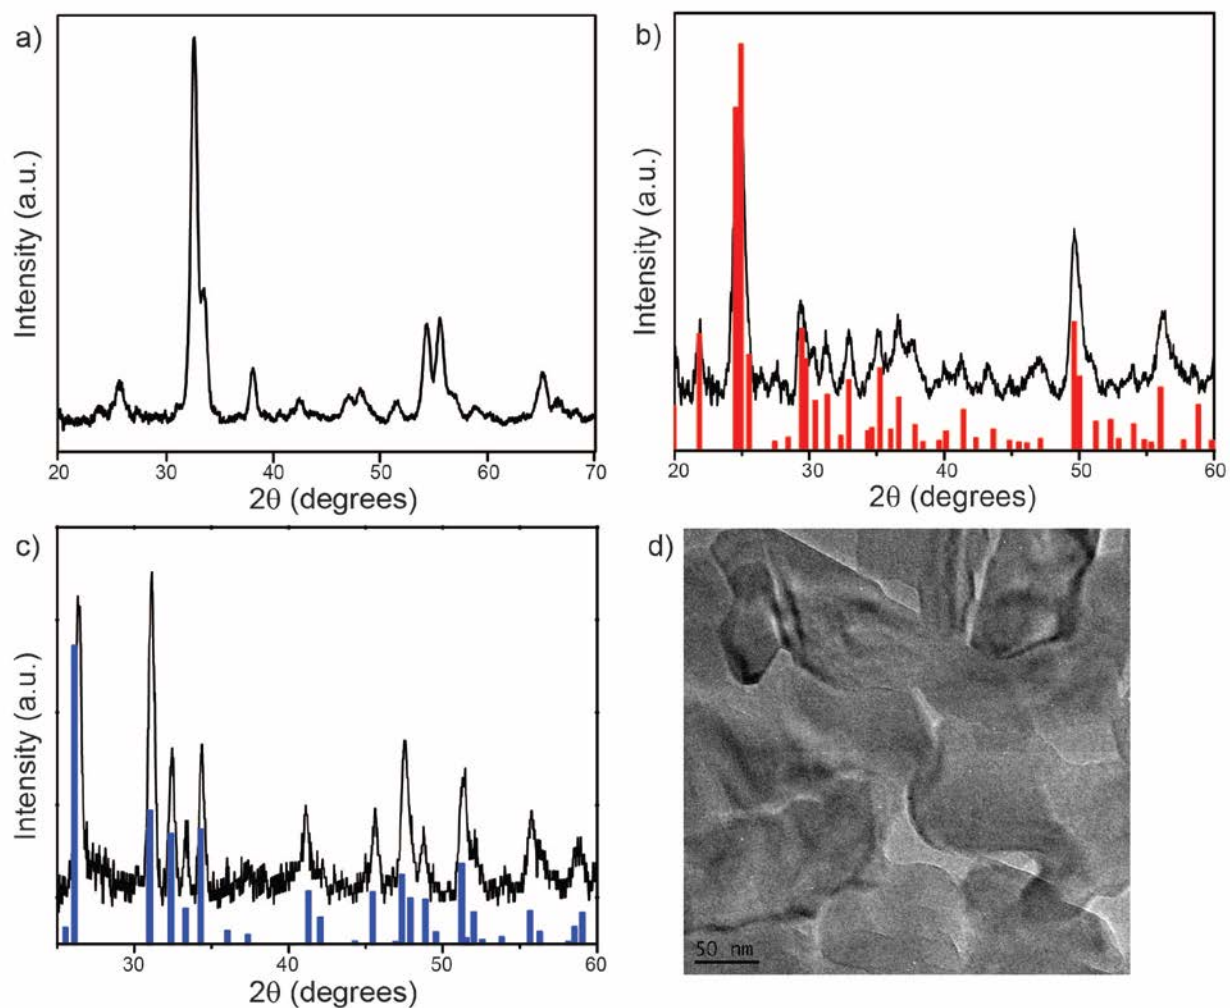 a)
Intensity (a.u.)
20 30 40 50 60 70
2θ (degrees)
b)
Intensity (a.u.)
20 30 40 50 60
2θ (degrees)
c)
Intensity (a.u.)
30 40 50 60
2θ (degrees)
d)
50 nm